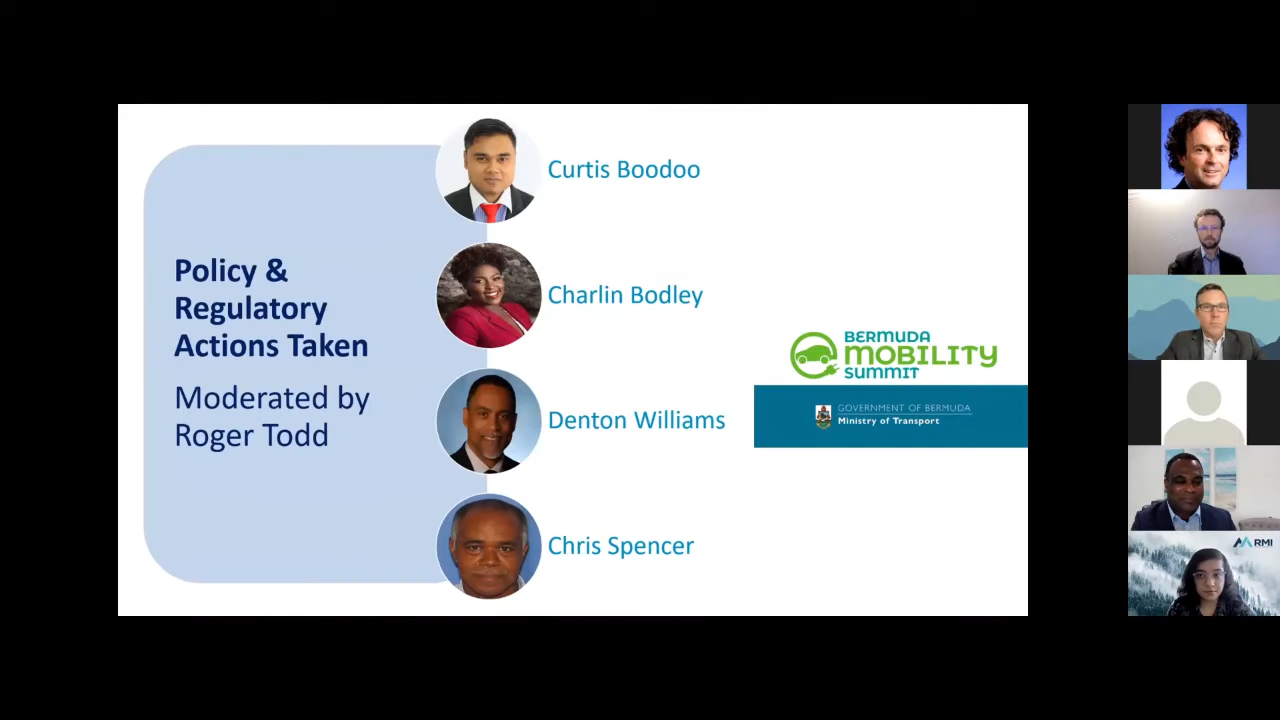 Policy &
Regulatory
Actions Taken
Moderated by
Roger Todd
Curtis Boodoo
Charlin Bodley
Denton Williams
Chris Spencer
BERMUDA
MOBILITY
SUMMIT
GOVERNMENT OF BERMUDA
Ministry of Transport
RMI